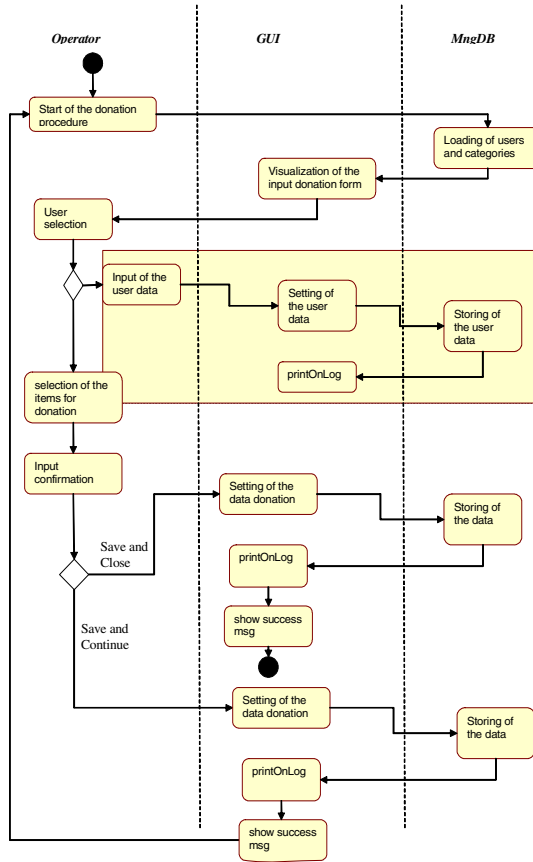 Operator
GUI
MngDB
Start of the donation
procedure
Loading of users
and categories
Visualization of the
input donation form
User
selection
Input of the
user data
Setting of
the user
data
Storing of
the user
data
printOnLog
selection of the
items for
donation
Input
confirmation
Setting of the
data donation
Storing of
the data
Save and
Close
printOnLog
show success
msg
Save and
Continue
Setting of the
data donation
Storing of
the data
printOnLog
show success
msg